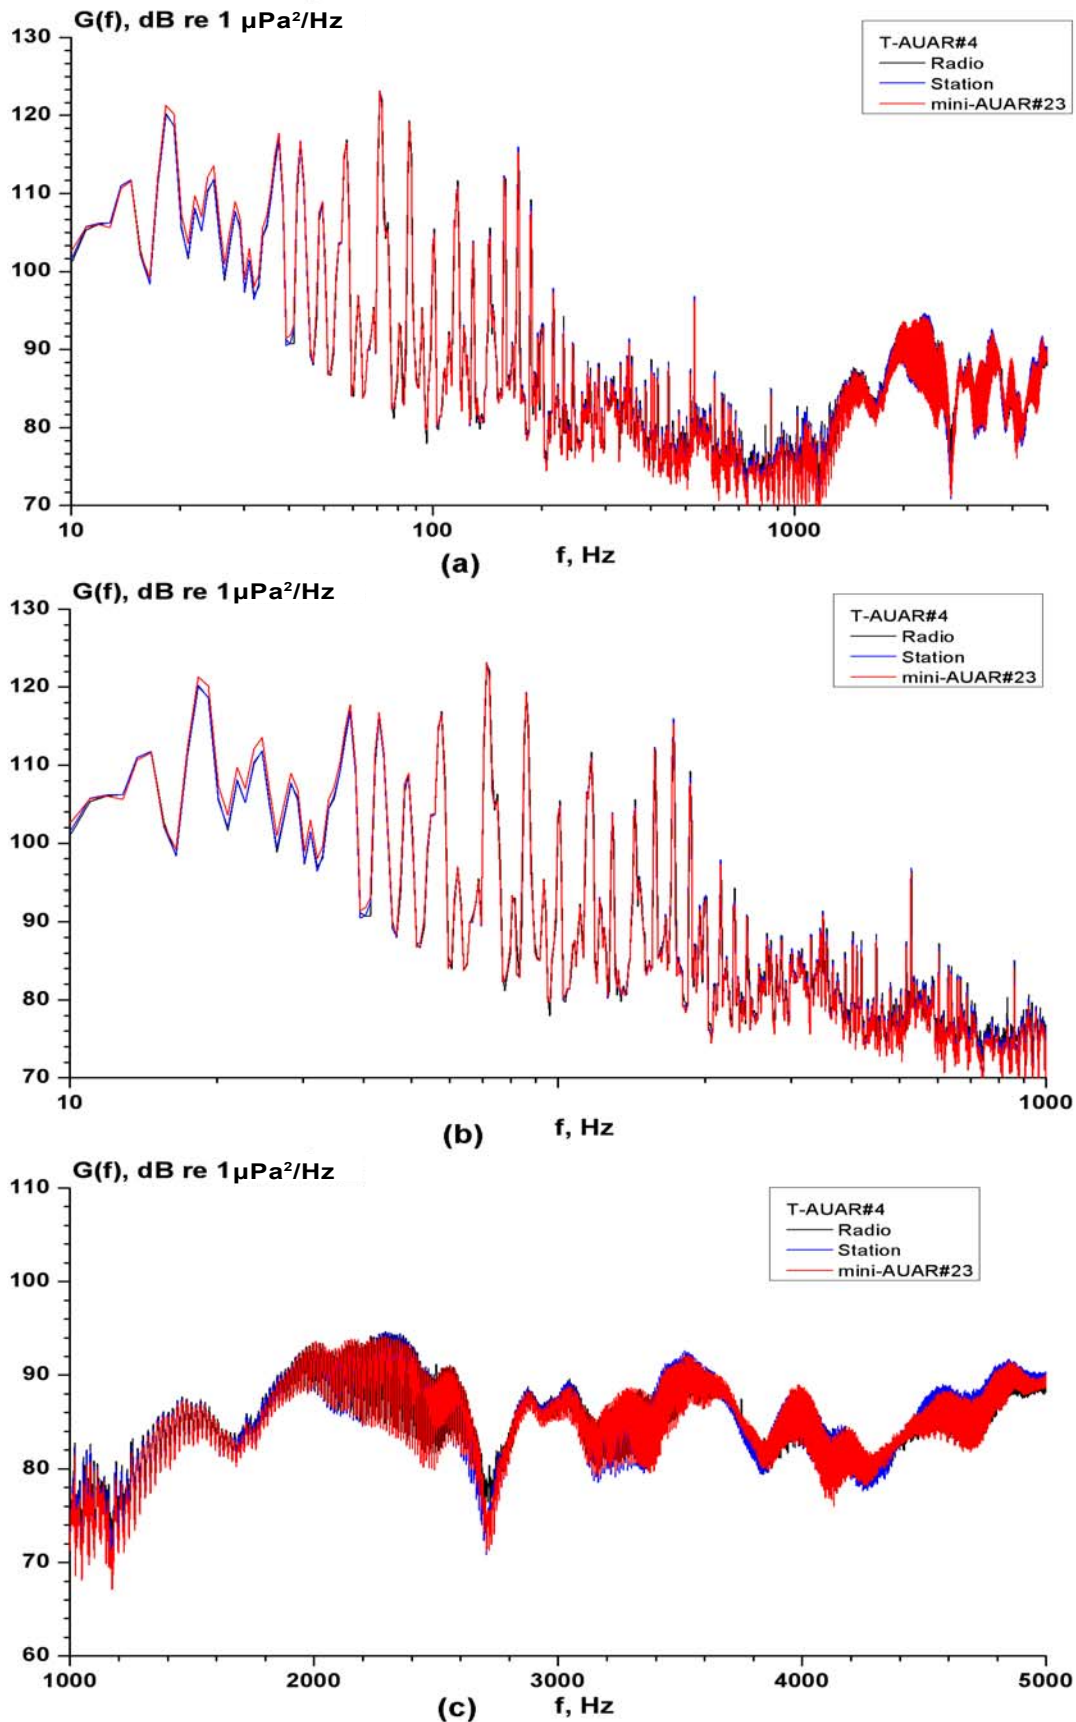 G(f), dB re 1 µPa²/Hz
130
120
110
100
90
80
70
T-AUAR#4
Radio
Station
mini-AUAR#23
10
100
1000
f, Hz
(a)
G(f), dB re 1µPa²/Hz
130
120
110
100
90
80
70
T-AUAR#4
Radio
Station
mini-AUAR#23
10
1000
f, Hz
(b)
G(f), dB re 1µPa²/Hz
110
100
90
80
70
60
T-AUAR#4
Radio
Station
mini-AUAR#23
1000
2000
3000
4000
5000
f, Hz
(c)